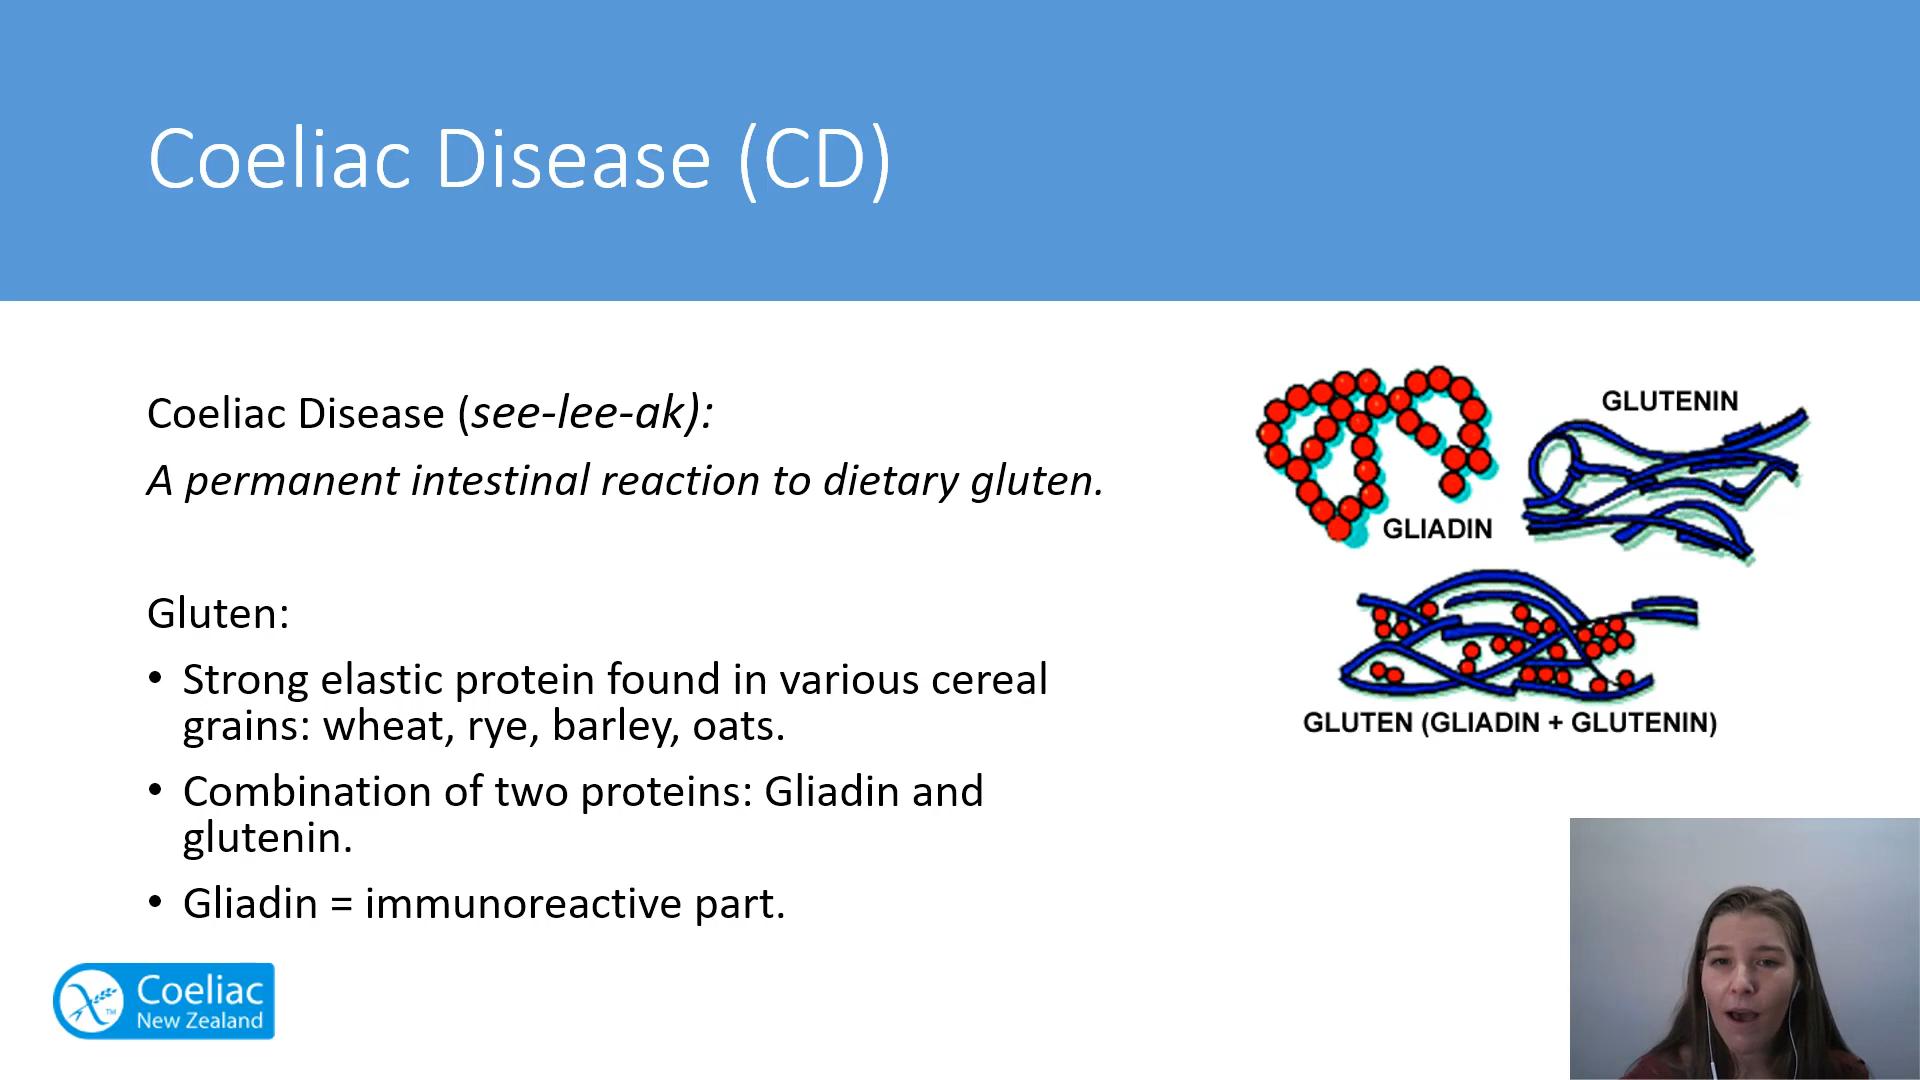 Coeliac Disease (CD)
Coeliac Disease (see-lee-ak):
A permanent intestinal reaction to dietary gluten.
Gluten:
• Strong elastic protein found in various cereal
grains: wheat, rye, barley, oats.
• Combination of two proteins: Gliadin and
glutenin.
• Gliadin = immunoreactive part.
GLUTENIN
GLIADIN
GLUTEN (GLIADIN + GLUTENIN)
Coeliac
New Zealand
TM